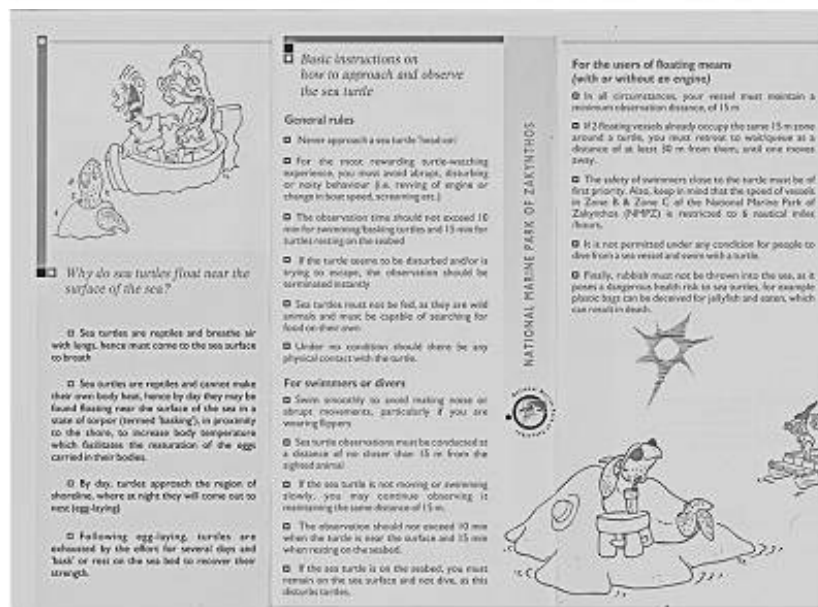 Why do sea turtles float near the
surface of the sea?
Sea turtles are reptiles and breathe air
with lungs, hence must come to the sea surface
to breath
Sea turtles are reptiles and cannot make
their own body heat, hence by day they may be
found floating near the surface of the sea in a
state of torpor (termed 'basking'), in proximity
to the shore, to increase body temperature
which facilitates the maturation of the eggs
carried in their bodies.
By day, turtles approach the region of
shoreline, where at night they will come out to
nest (egg-laying)
Following egg-laying, turtles are
exhausted by the effort for several days and
'bask' or rest on the sea bed to recover their
strength.
Basic instructions on
how to approach and observe
the sea turtle
General rules
Never approach a sea turtle 'head on'
For the most rewarding turtle-watching
experience, you must avoid abrupt, disturbing
or noisy behaviour (i.e. revving of engine or
change in boat speed, screaming etc.)
The observation time should not exceed 10
min for swimming/basking turtles and 15 min for
turtles resting on the seabed
If the turtle seems to be disturbed and/or is
trying to escape, the observation should be
terminated instantly
Sea turtles must not be fed, as they are wild
animals and must be capable of searching for
food on their own
Under no condition should there be any
physical contact with the turtle.
For swimmers or divers
Swim smoothly to avoid making noise or
abrupt movements, particularly if you are
wearing flippers
Sea turtle observations must be conducted at
a distance of no closer than 15 m from the
sighted animal
If the sea turtle is not moving or swimming
slowly, you may continue observing it
maintaining the same distance of 15 m.
The observation should not exceed 10 min
when the turtle is near the surface and 15 min
when resting on the seabed.
If the sea turtle is on the seabed, you must
remain on the sea surface and not dive, as this
disturbs turtles.
NATIONAL MARINE PARK OF ZAKYNTHOS
For the users of floating means
(with or without an engine)
In all circumstances, your vessel must maintain a
minimum observation distance, of 15 m
If 2 floating vessels already occupy the same 15 m zone
around a turtle, you must retreat to wait/queue at a
distance of at least 30 m from them, until one moves
away.
The safety of swimmers close to the turtle must be of
first priority. Also, keep in mind that the speed of vessels
in Zone B & Zone C of the National Marine Park of
Zakynthos (NMPZ) is restricted to 6 nautical miles
/hours.
It is not permitted under any condition for people to
dive from a sea vessel and swim with a turtle.
Finally, rubbish must not be thrown into the sea, as it
poses a dangerous health risk to sea turtles, for example
plastic bags can be deceived for jellyfish and eaten, which
can result in death.